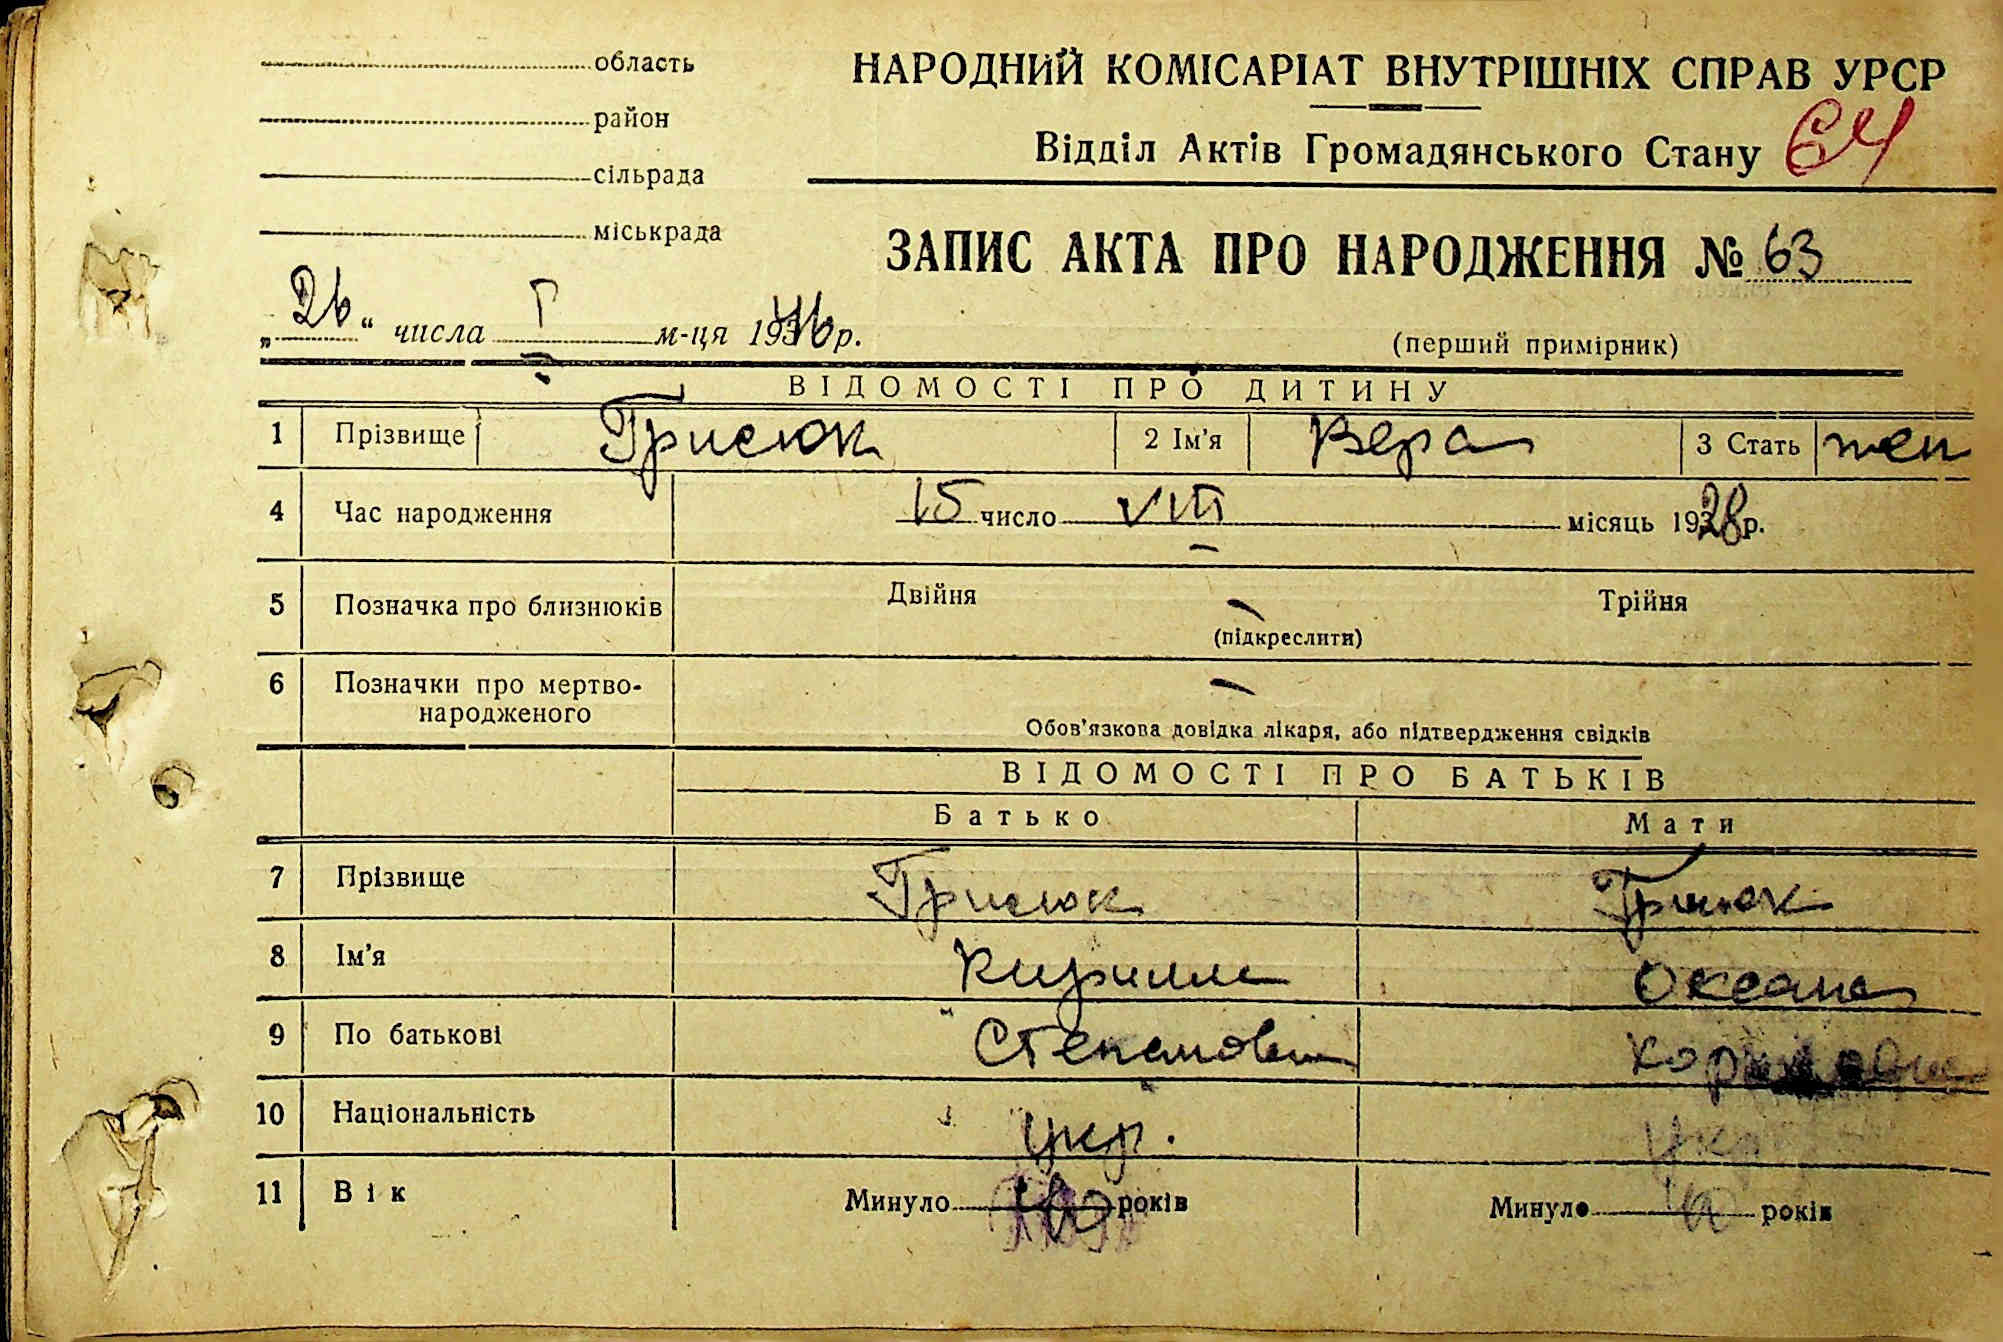 область
район
сільрада
міськрада
НАРОДНИЙ КОМІСАРІАТ ВНУТРІШНІХ СПРАВ УРСР
Відділ Актів Громадянського Стану 64
ЗАПИС АКТА ПРО НАРОДЖЕННЯ № 63
„26“ числа I м-ця 1946 р.
(перший примірник)
ВІДОМОСТІ ПРО ДИТИНУ
1 Прізвище Грисюк 2 Ім'я Вера 3 Стать жен
4 Час народження 15 число VIII місяць 1928 р.
5 Позначка про близнюків Двійня Трійня
(підкреслити)
6 Позначки про мертво-
народженого
Обов'язкова довідка лікаря, або підтвердження свідків
ВІДОМОСТІ ПРО БАТЬКІВ
Батько Мати
7 Прізвище Грисюк Грисюк
8 Ім'я Кирилл Оксана
9 По батькові Степанович
10 Національність укр. укр
11 Вік Минуло 40 років Минуло 40 років